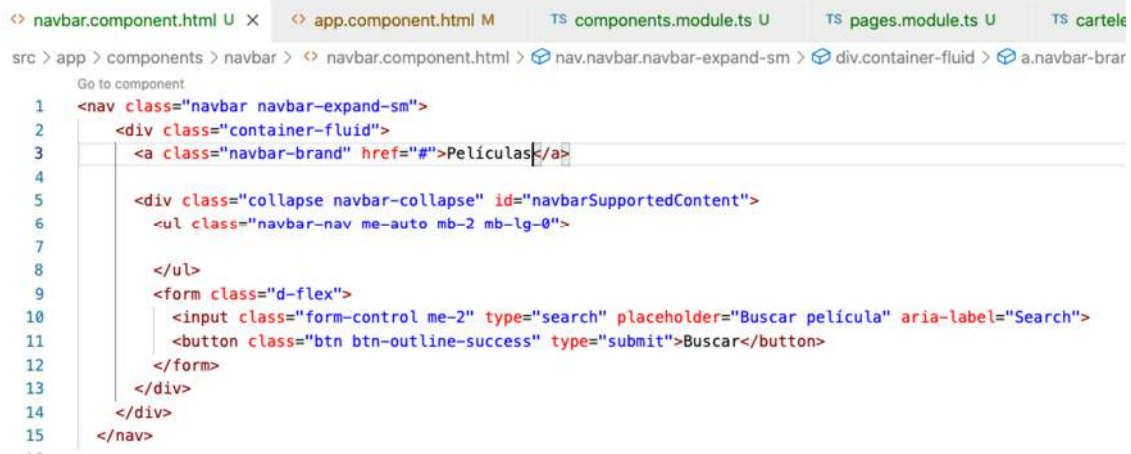 navbar.component.html U × app.component.html M TS components.module.ts U TS pages.module.ts U TS cartele
src > app > components > navbar > navbar.component.html > nav.navbar.navbar-expand-sm > div.container-fluid > a.navbar-bran
Go to component
1 <nav class="navbar navbar-expand-sm">
2 <div class="container-fluid">
3 <a class="navbar-brand" href="#">Películas</a>
4
5 <div class="collapse navbar-collapse" id="navbarSupportedContent">
6 <ul class="navbar-nav me-auto mb-2 mb-lg-0">
7
8 </ul>
9 <form class="d-flex">
10 <input class="form-control me-2" type="search" placeholder="Buscar película" aria-label="Search">
11 <button class="btn btn-outline-success" type="submit">Buscar</button>
12 </form>
13 </div>
14 </div>
15 </nav>